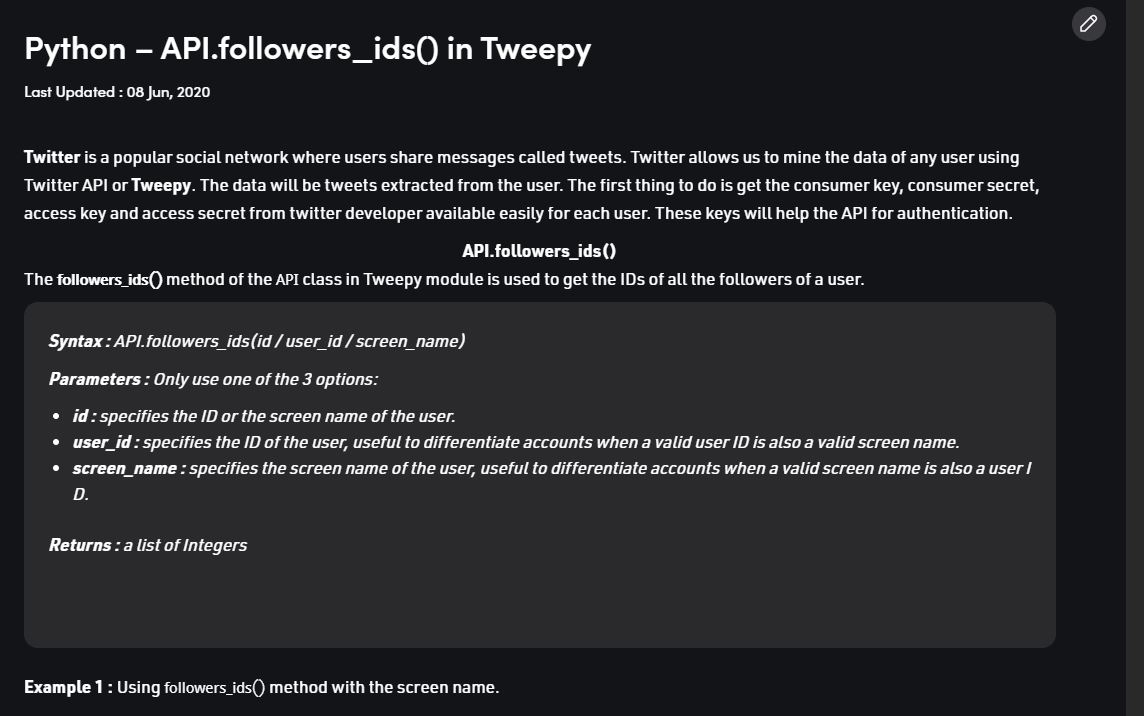 Python – API.followers_ids() in Tweepy
Last Updated : 08 Jun, 2020
Twitter is a popular social network where users share messages called tweets. Twitter allows us to mine the data of any user using
Twitter API or Tweepy. The data will be tweets extracted from the user. The first thing to do is get the consumer key, consumer secret,
access key and access secret from twitter developer available easily for each user. These keys will help the API for authentication.
API.followers_ids()
The followers_ids() method of the API class in Tweepy module is used to get the IDs of all the followers of a user.
Syntax : API.followers_ids(id / user_id / screen_name)
Parameters : Only use one of the 3 options:
• id : specifies the ID or the screen name of the user.
• user_id : specifies the ID of the user, useful to differentiate accounts when a valid user ID is also a valid screen name.
• screen_name : specifies the screen name of the user, useful to differentiate accounts when a valid screen name is also a user I
D.
Returns : a list of Integers
Example 1 : Using followers_ids() method with the screen name.